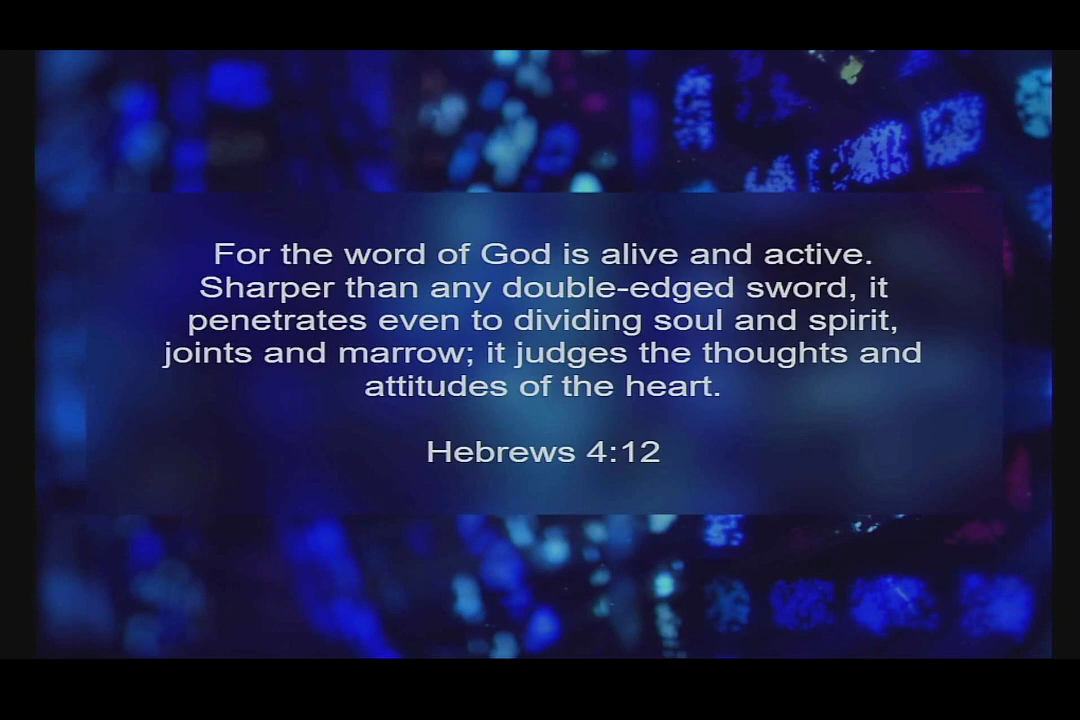 For the word of God is alive and active.
Sharper than any double-edged sword, it
penetrates even to dividing soul and spirit,
joints and marrow; it judges the thoughts and
attitudes of the heart.
Hebrews 4:12